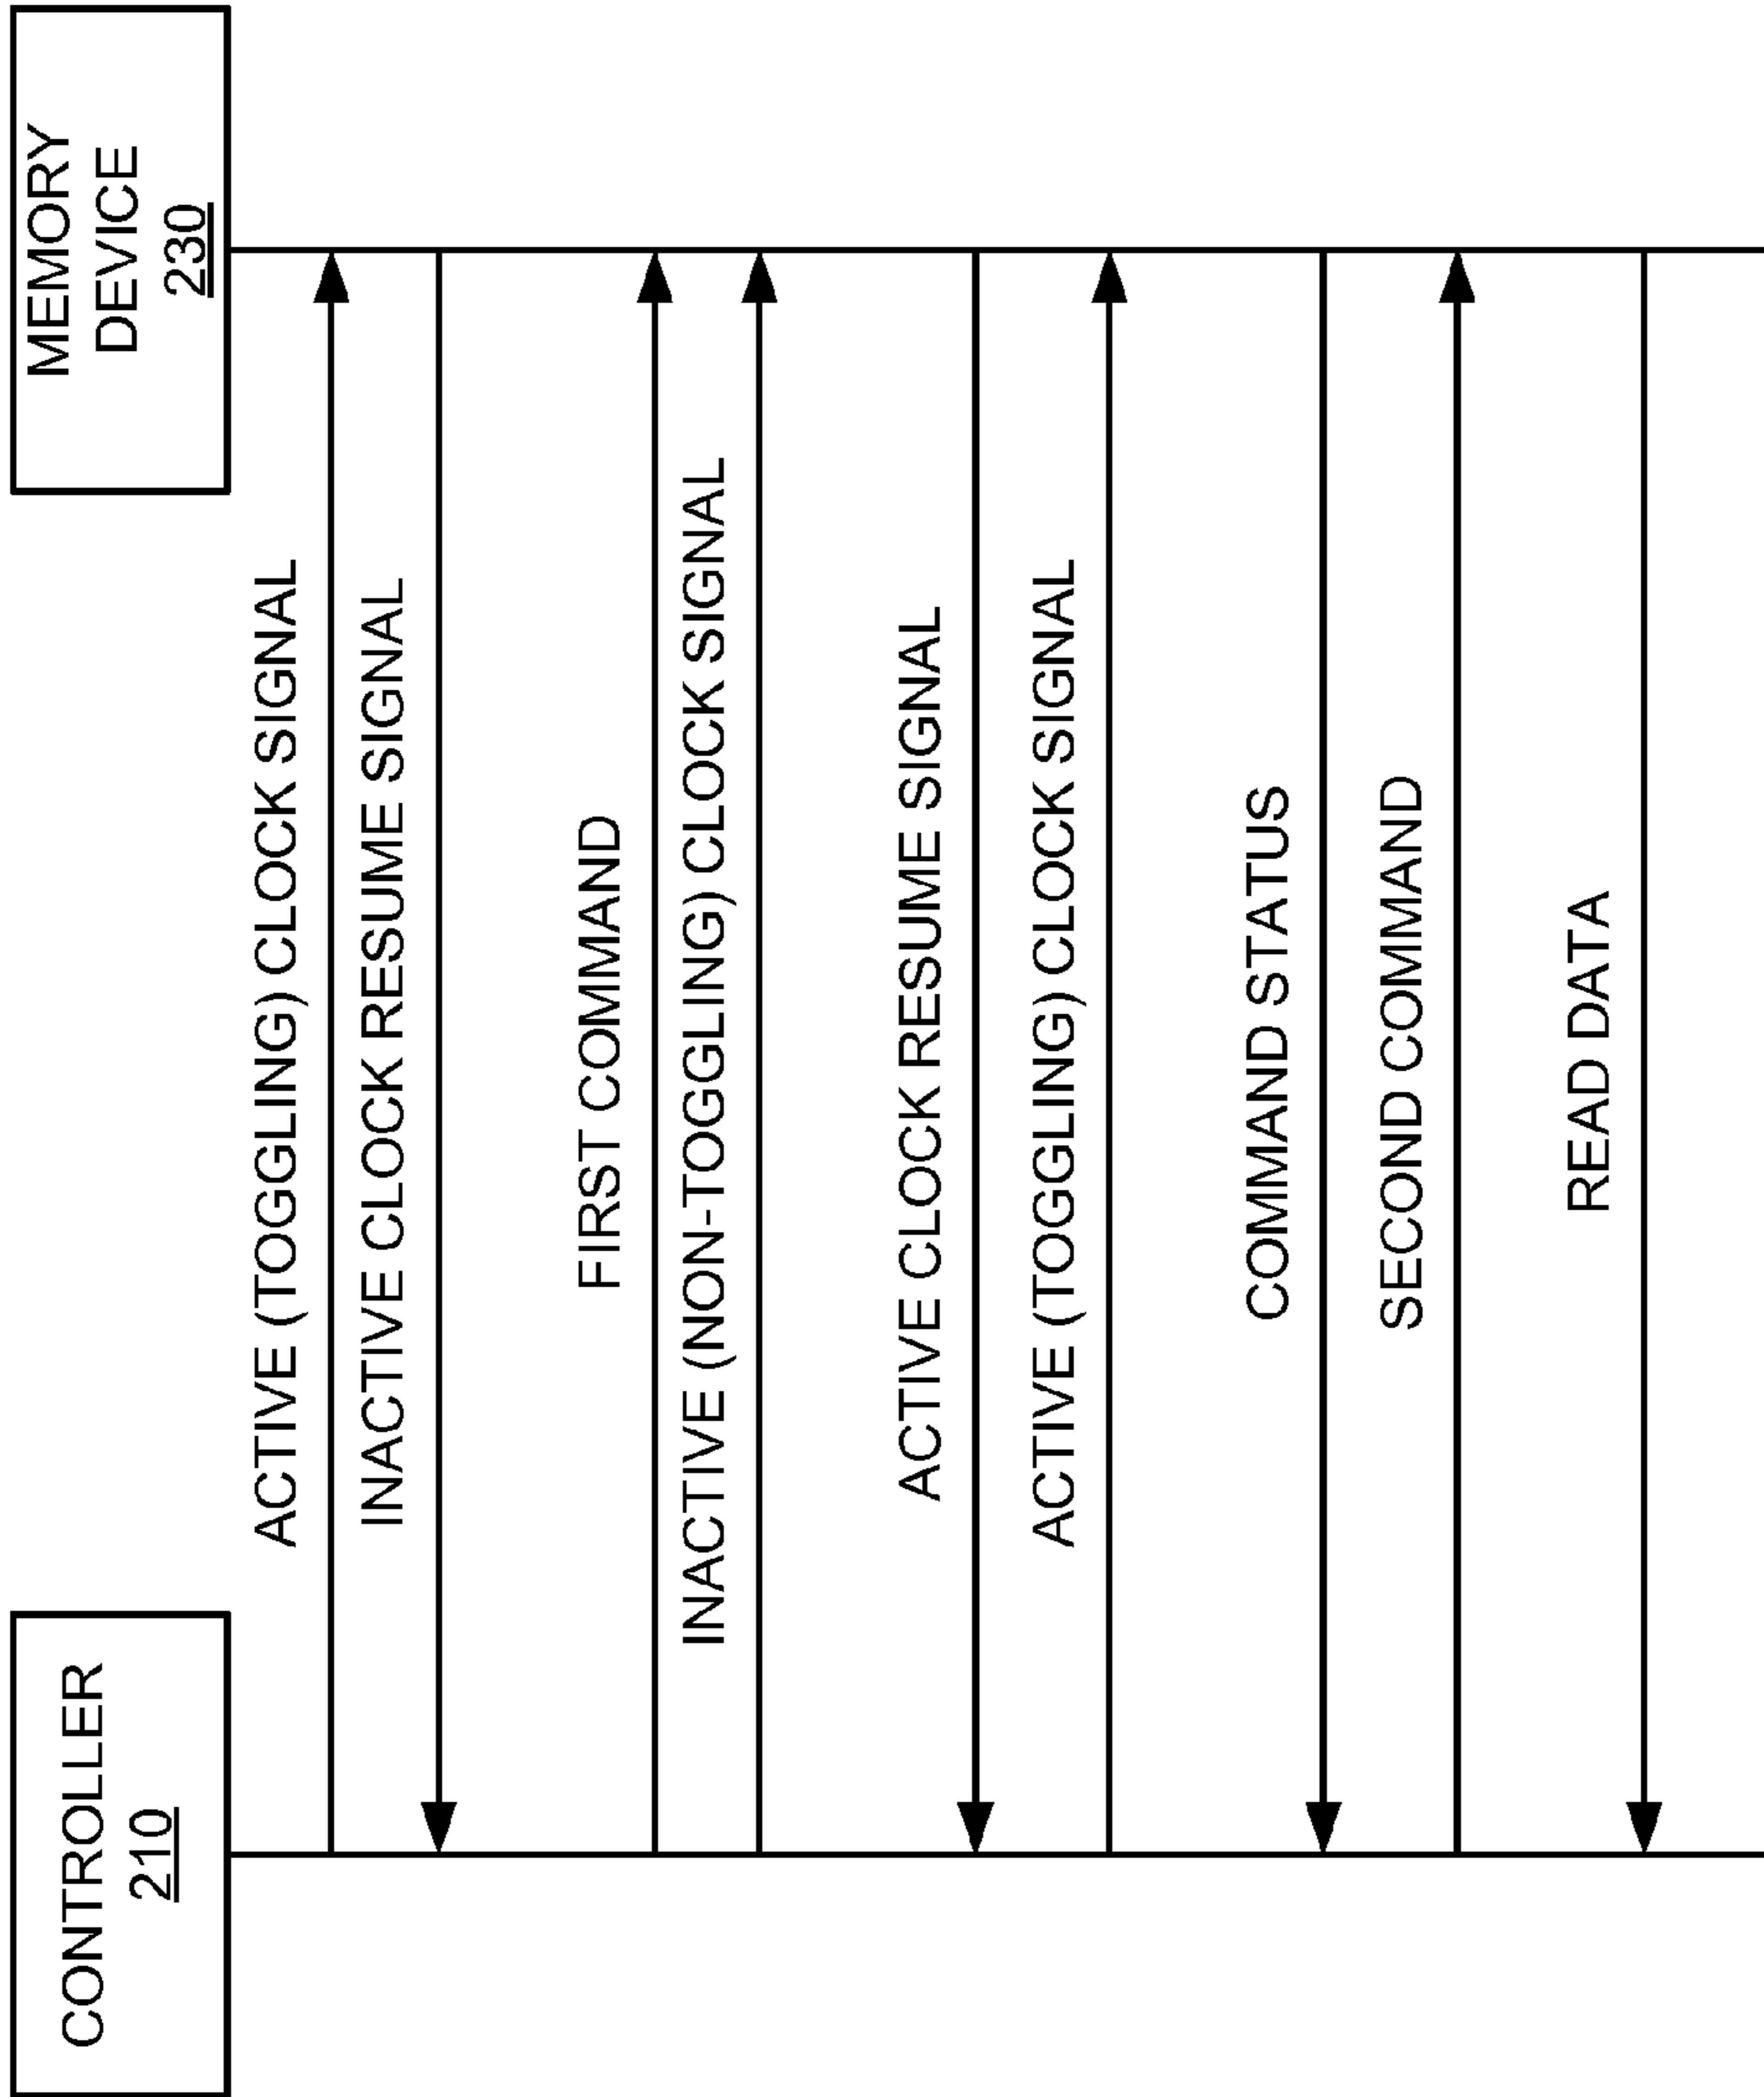 CONTROLLER
210
MEMORY
DEVICE
230
ACTIVE (TOGGLING) CLOCK SIGNAL
INACTIVE CLOCK RESUME SIGNAL
FIRST COMMAND
INACTIVE (NON-TOGGLING) CLOCK SIGNAL
ACTIVE CLOCK RESUME SIGNAL
ACTIVE (TOGGLING) CLOCK SIGNAL
COMMAND STATUS
SECOND COMMAND
READ DATA